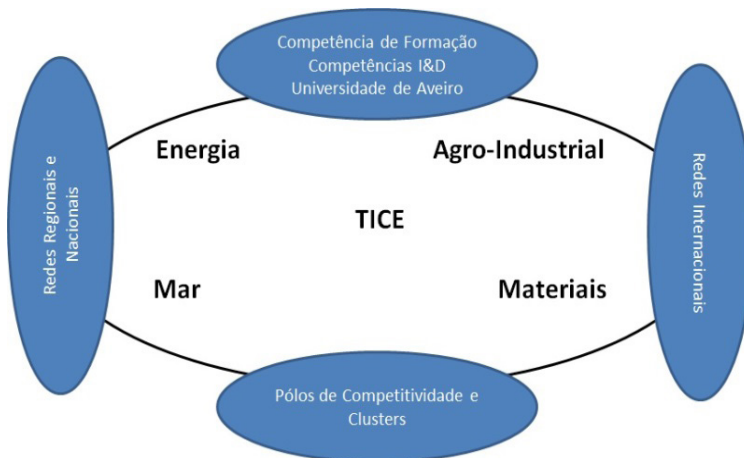 Competência de Formação
Competências I&D
Universidade de Aveiro
Redes Regionais e
Nacionais
Energia
Agro-Industrial
TICE
Mar
Materiais
Redes Internacionais
Pólos de Competitividade e
Clusters